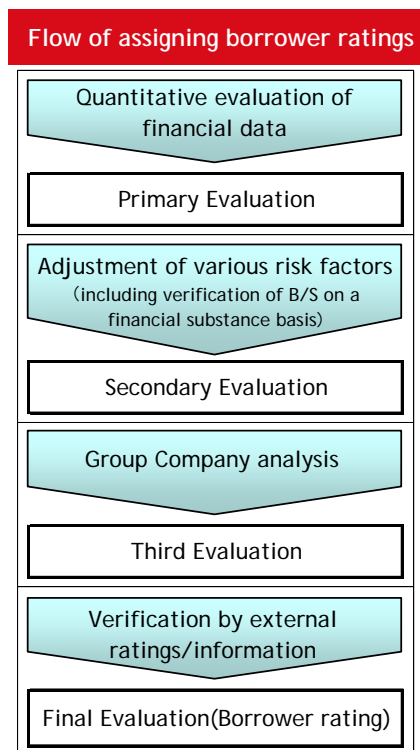 Flow of assigning borrower ratings
Quantitative evaluation of
financial data
Primary Evaluation
Adjustment of various risk factors
(including verification of B/S on a
financial substance basis)
Secondary Evaluation
Group Company analysis
Third Evaluation
Verification by external
ratings/information
Final Evaluation(Borrower rating)